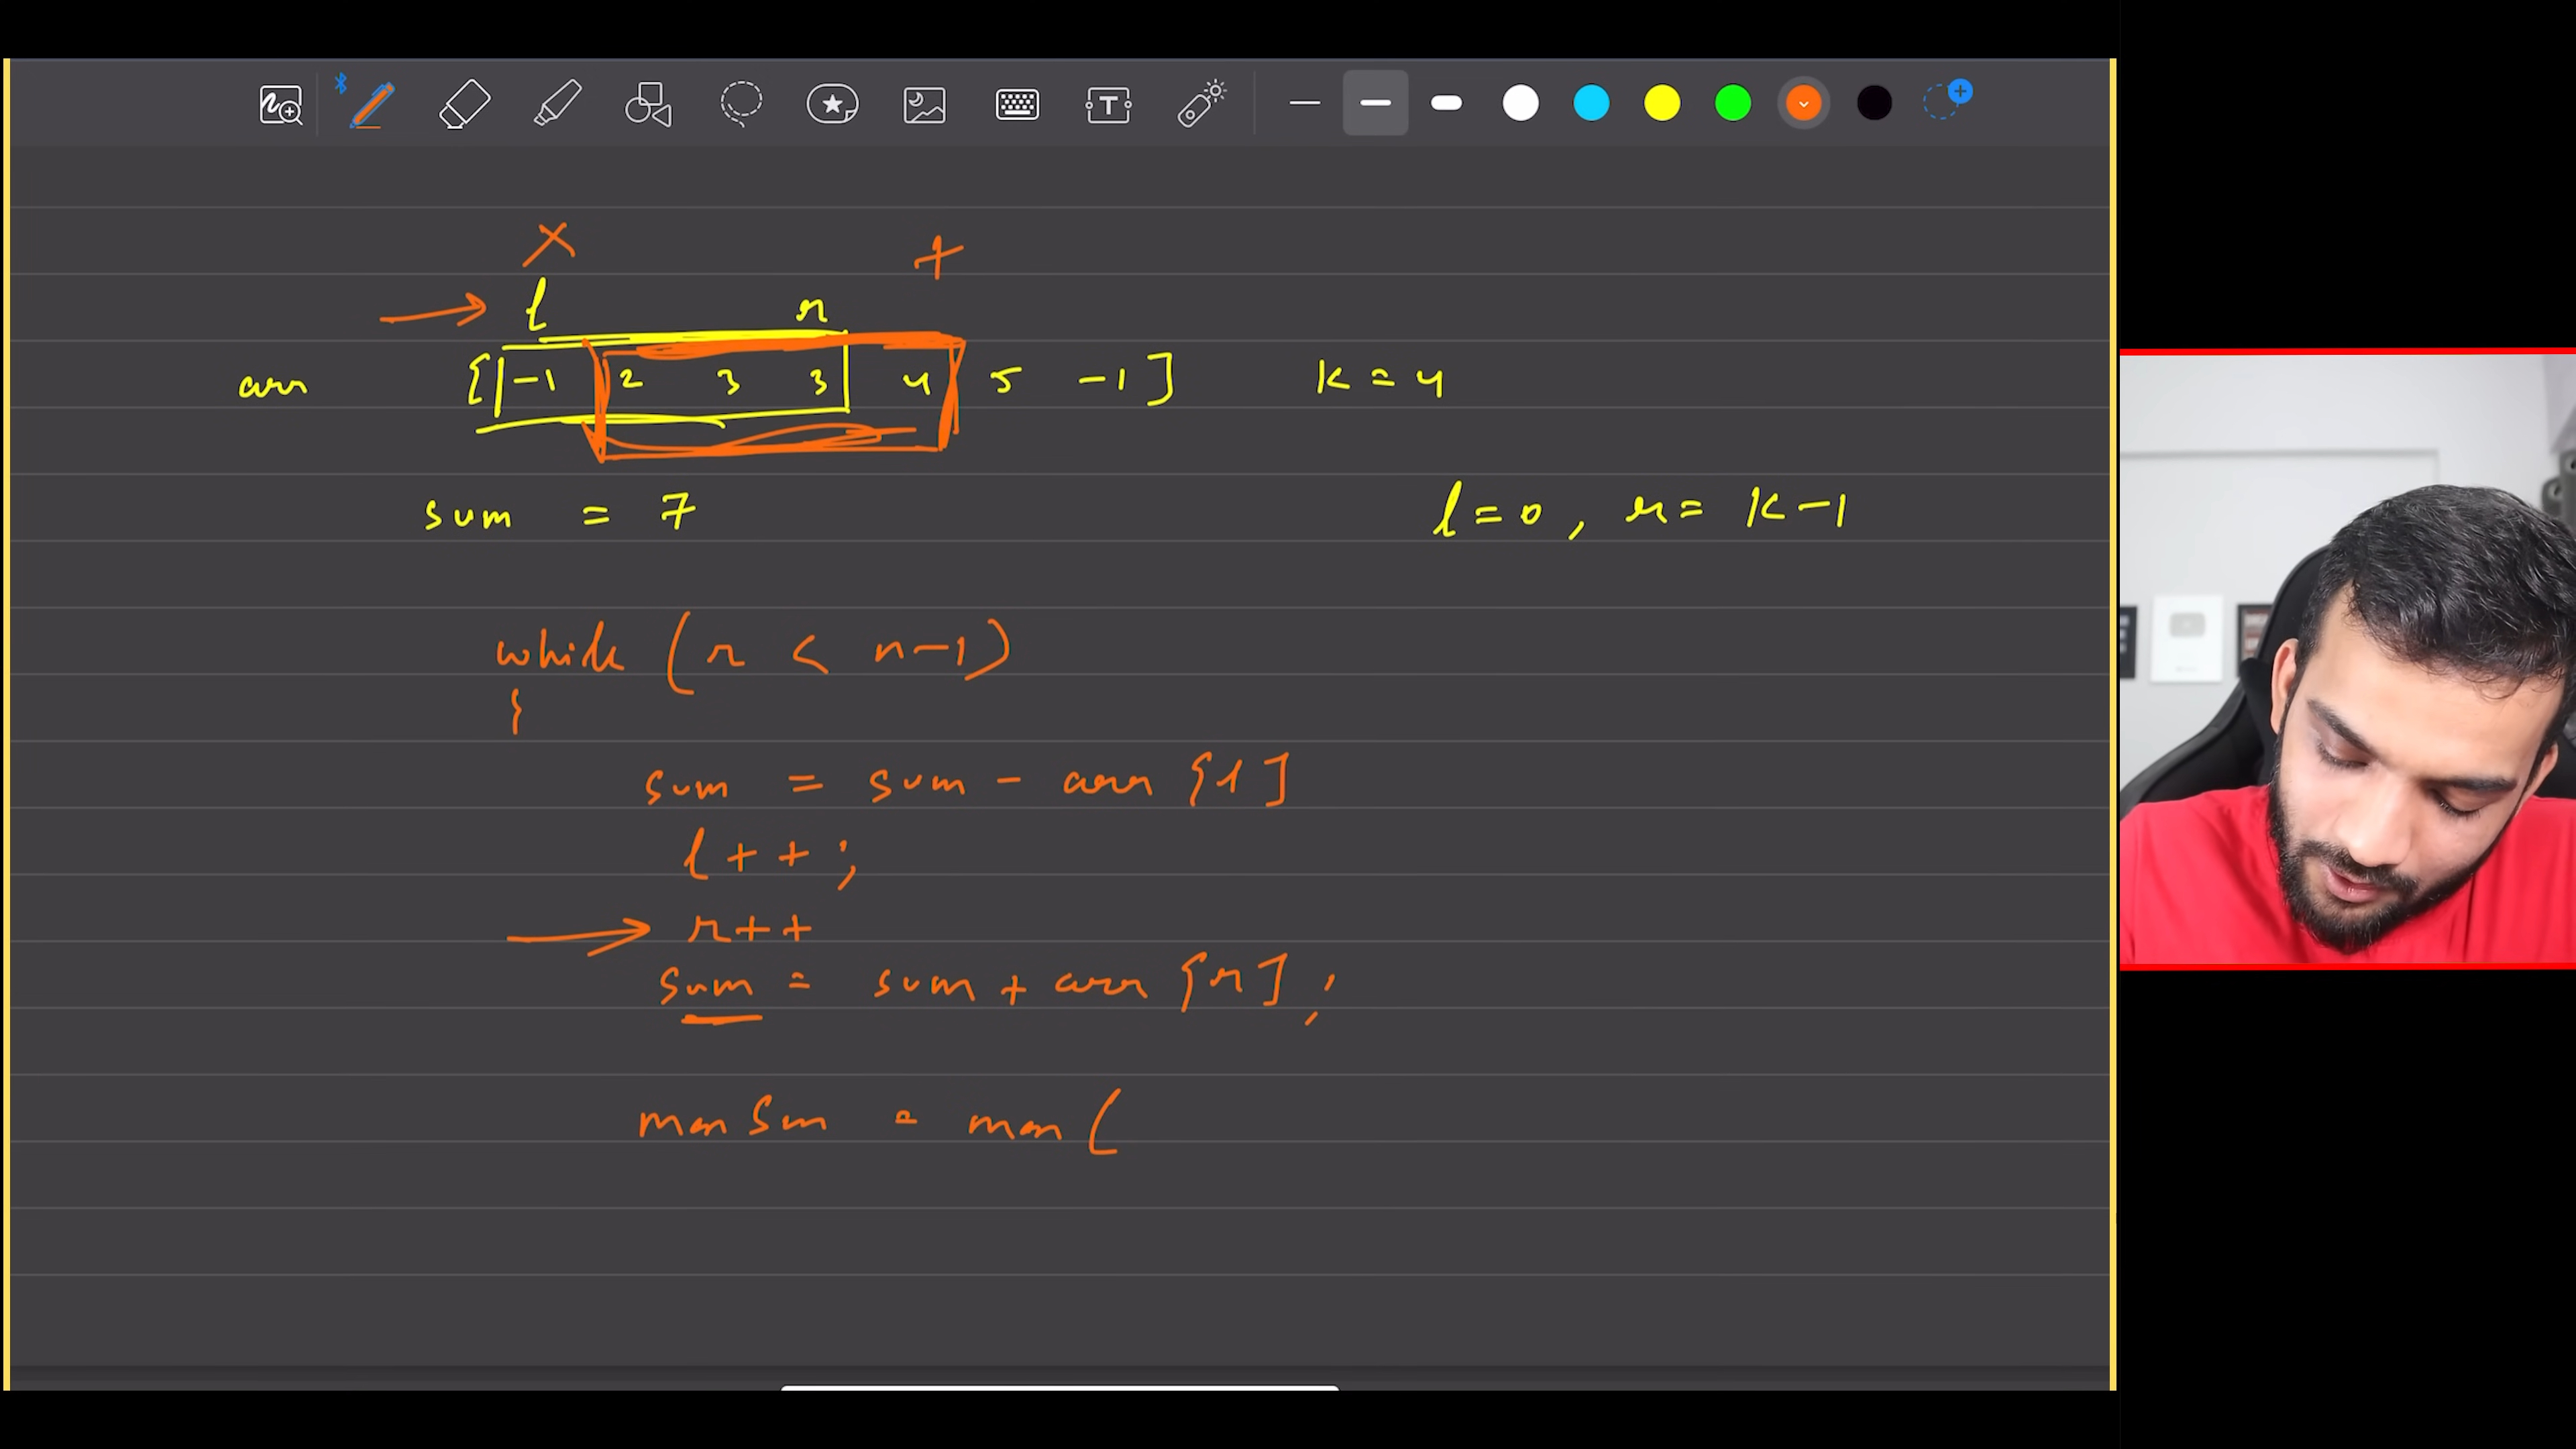 l r
arr [-1 2 3 3 4 5 -1] k = 4
sum = 7 l=0, r= k-1
while (r < n-1)
{
sum = sum - arr [l]
l++;
r++
sum = sum + arr [r];
maxSum = max (